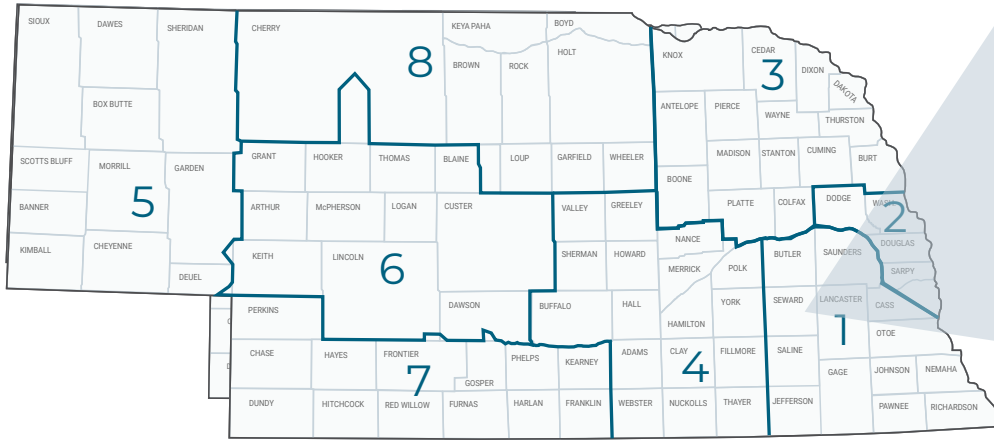 SIOUX
DAWES
SHERIDAN
CHERRY
KEYA PAHA
BOYD
HOLT
KNOX
CEDAR
DIXON
DAKOTA
8
3
BROWN
ROCK
BOX BUTTE
ANTELOPE
PIERCE
WAYNE
THURSTON
SCOTTS BLUFF
MORRILL
GARDEN
GRANT
HOOKER
THOMAS
BLAINE
LOUP
GARFIELD
WHEELER
MADISON
STANTON
CUMING
BURT
BOONE
5
BANNER
ARTHUR
McPHERSON
LOGAN
CUSTER
VALLEY
GREELEY
PLATTE
COLFAX
DODGE
2
KIMBALL
CHEYENNE
DEUEL
KEITH
LINCOLN
6
SHERMAN
HOWARD
NANCE
MERRICK
POLK
BUTLER
SAUNDERS
DOUGLAS
SARPY
PERKINS
DAWSON
BUFFALO
HALL
HAMILTON
YORK
SEWARD
LANCASTER
CASS
1
OTOE
CHASE
HAYES
FRONTIER
7
GOSPER
PHELPS
KEARNEY
ADAMS
CLAY
4
FILLMORE
SALINE
GAGE
JOHNSON
NEMAHA
DUNDY
HITCHCOCK
RED WILLOW
FURNAS
HARLAN
FRANKLIN
WEBSTER
NUCKOLLS
THAYER
JEFFERSON
PAWNEE
RICHARDSON